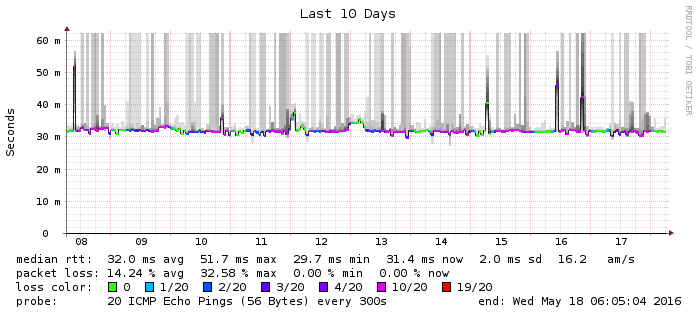 Last 10 Days
RRDTOOL / TOBI OETIKER
Seconds
60 m
50 m
40 m
30 m
20 m
10 m
0
08 09 10 11 12 13 14 15 16 17
median rtt: 32.0 ms avg 51.7 ms max 29.7 ms min 31.4 ms now 2.0 ms sd 16.2 am/s
packet loss: 14.24 % avg 32.58 % max 0.00 % min 0.00 % now
loss color: 0 1/20 2/20 3/20 4/20 10/20 19/20
probe: 20 ICMP Echo Pings (56 Bytes) every 300s end: Wed May 18 06:05:04 2016